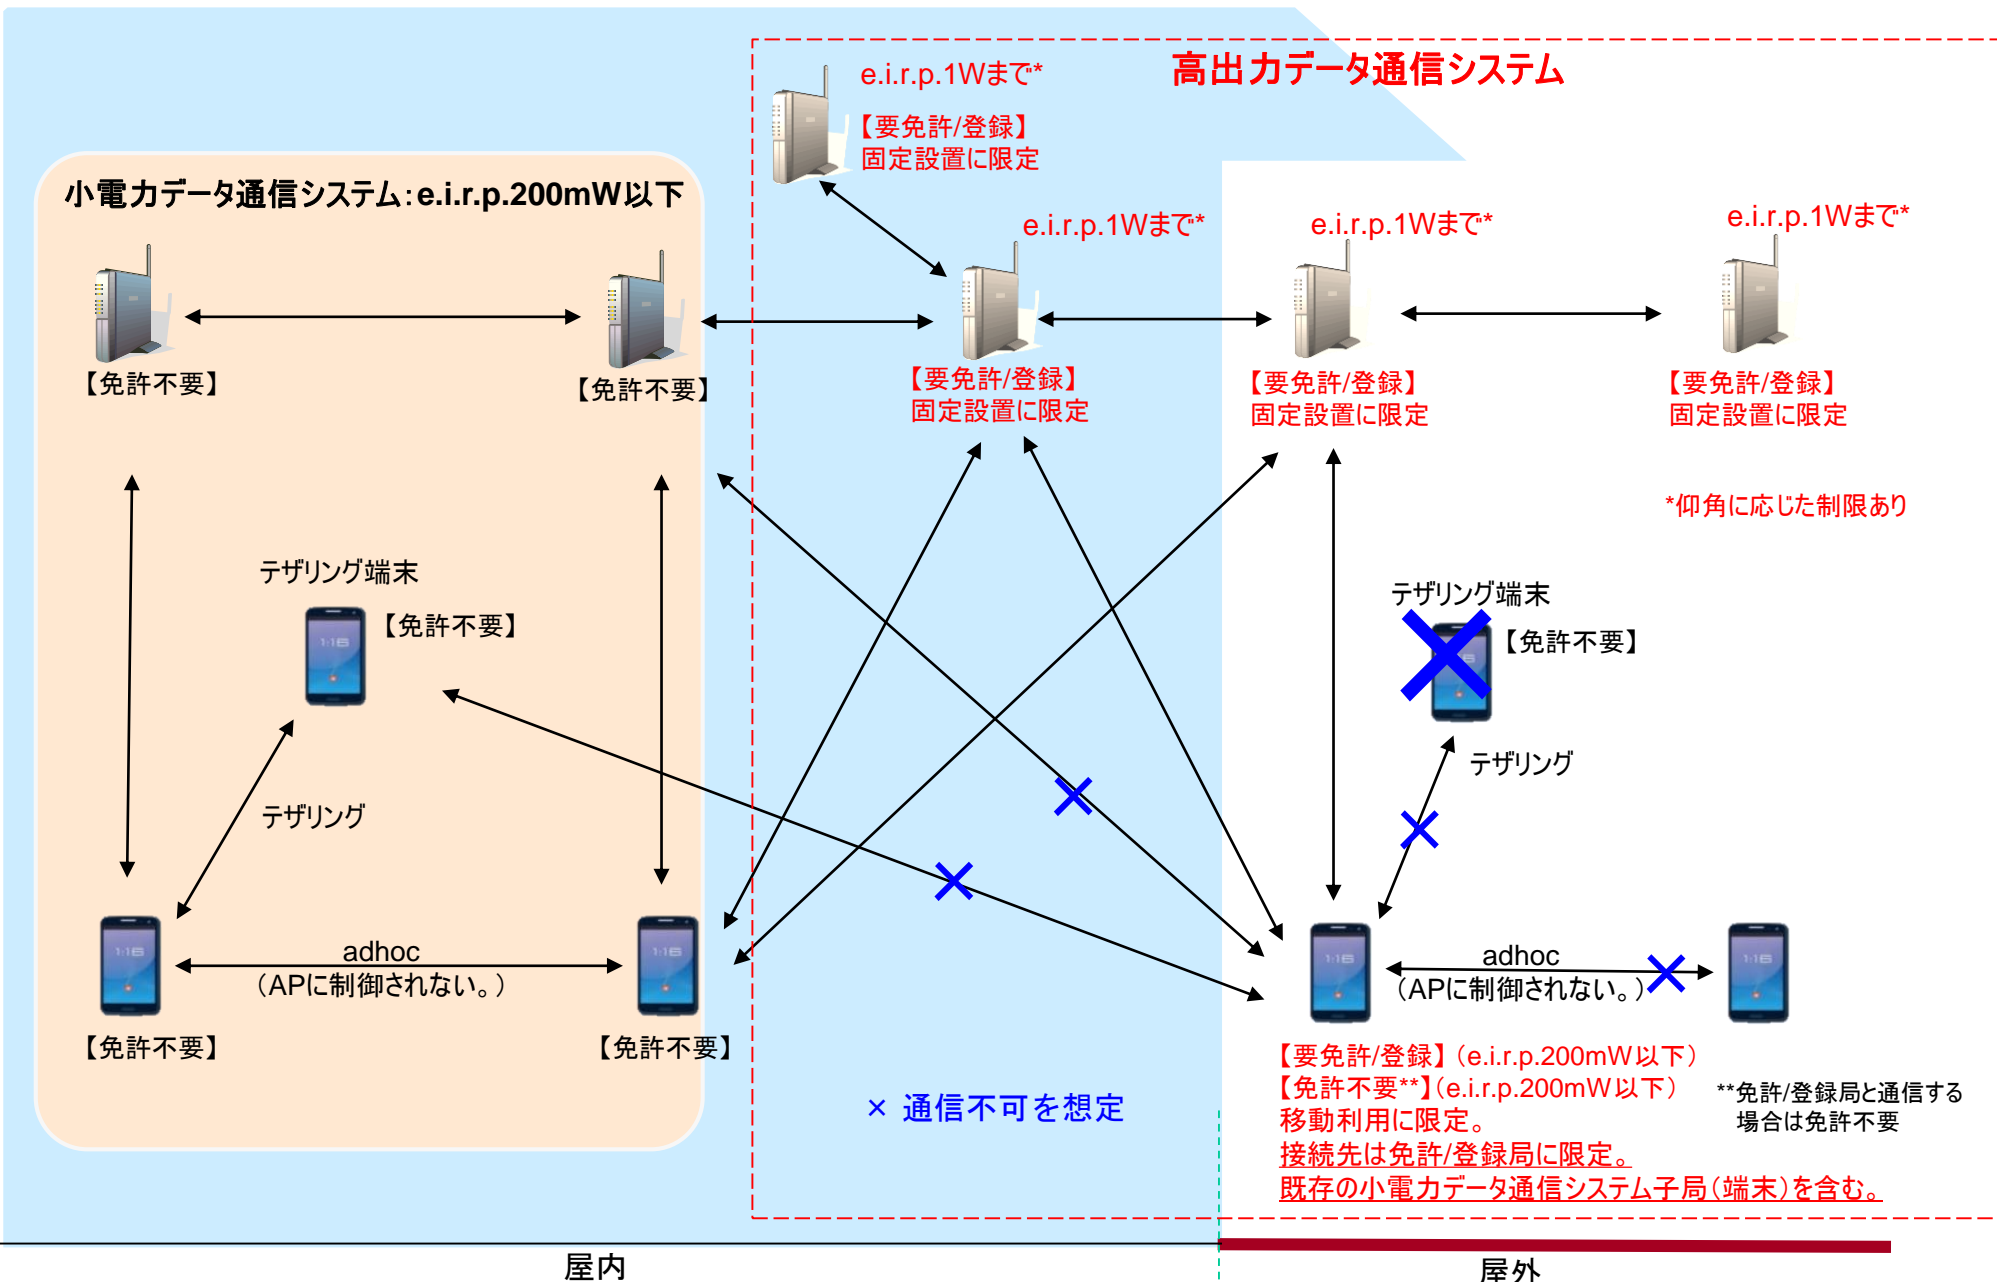 高出力データ通信システム
e.i.r.p.1Wまで*
【要免許/登録】
固定設置に限定
小電力データ通信システム:e.i.r.p.200mW以下
e.i.r.p.1Wまで*
e.i.r.p.1Wまで*
e.i.r.p.1Wまで*
【免許不要】
【免許不要】
【要免許/登録】
固定設置に限定
【要免許/登録】
固定設置に限定
【要免許/登録】
固定設置に限定
*仰角に応じた制限あり
テザリング端末
【免許不要】
テザリング端末
【免許不要】
テザリング
テザリング
adhoc
(APに制御されない。)
adhoc
(APに制御されない。)
【免許不要】
【免許不要】
【要免許/登録】(e.i.r.p.200mW以下)
【免許不要**】(e.i.r.p.200mW以下)
移動利用に限定。
接続先は免許/登録局に限定。
既存の小電力データ通信システム子局(端末)を含む。
**免許/登録局と通信する
場合は免許不要
× 通信不可を想定
屋内
屋外